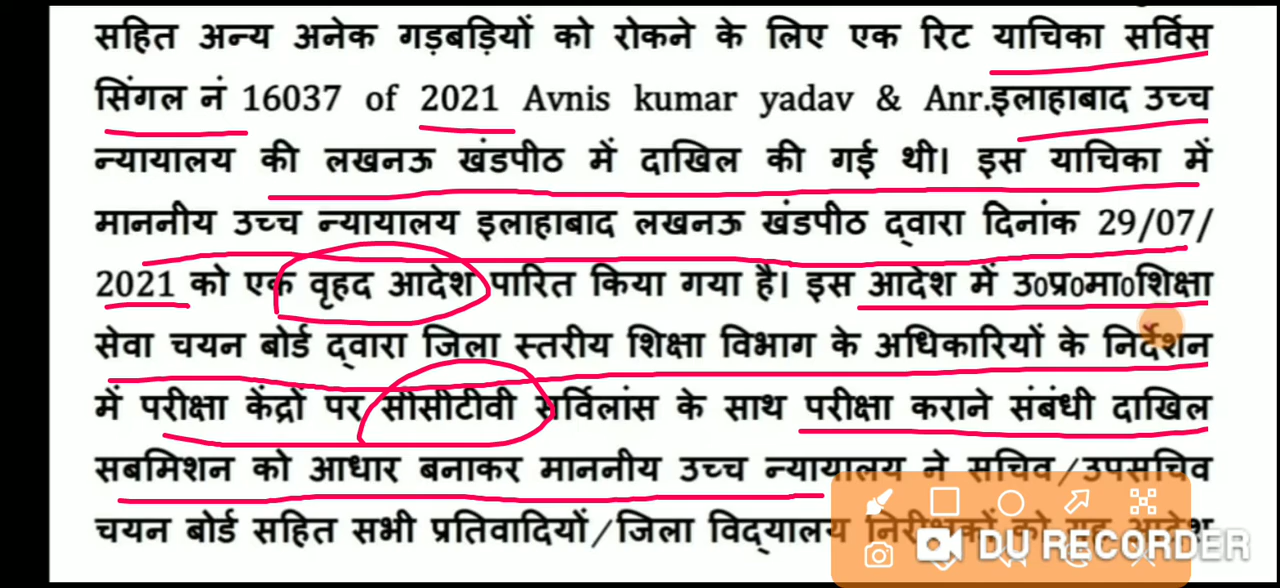 सहित अन्य अनेक गड़बड़ियों को रोकने के लिए एक रिट याचिका सर्विस
सिंगल नं 16037 of 2021 Avnis kumar yadav & Anr.इलाहाबाद उच्च
न्यायालय की लखनऊ खंडपीठ में दाखिल की गई थी। इस याचिका में
माननीय उच्च न्यायालय इलाहाबाद लखनऊ खंडपीठ द्वारा दिनांक 29/07/
2021 को एक वृहद आदेश पारित किया गया है। इस आदेश में उ0प्र0मा0शिक्षा
सेवा चयन बोर्ड द्वारा जिला स्तरीय शिक्षा विभाग के अधिकारियों के निर्देशन
में परीक्षा केंद्रों पर सीसीटीवी सर्विलांस के साथ परीक्षा कराने संबंधी दाखिल
सबमिशन को आधार बनाकर माननीय उच्च न्यायालय ने सचिव/उपसचिव
चयन बोर्ड सहित सभी प्रतिवादियों/जिला विद्यालय निरीक्षकों को यह आदेश
DU RECORDER